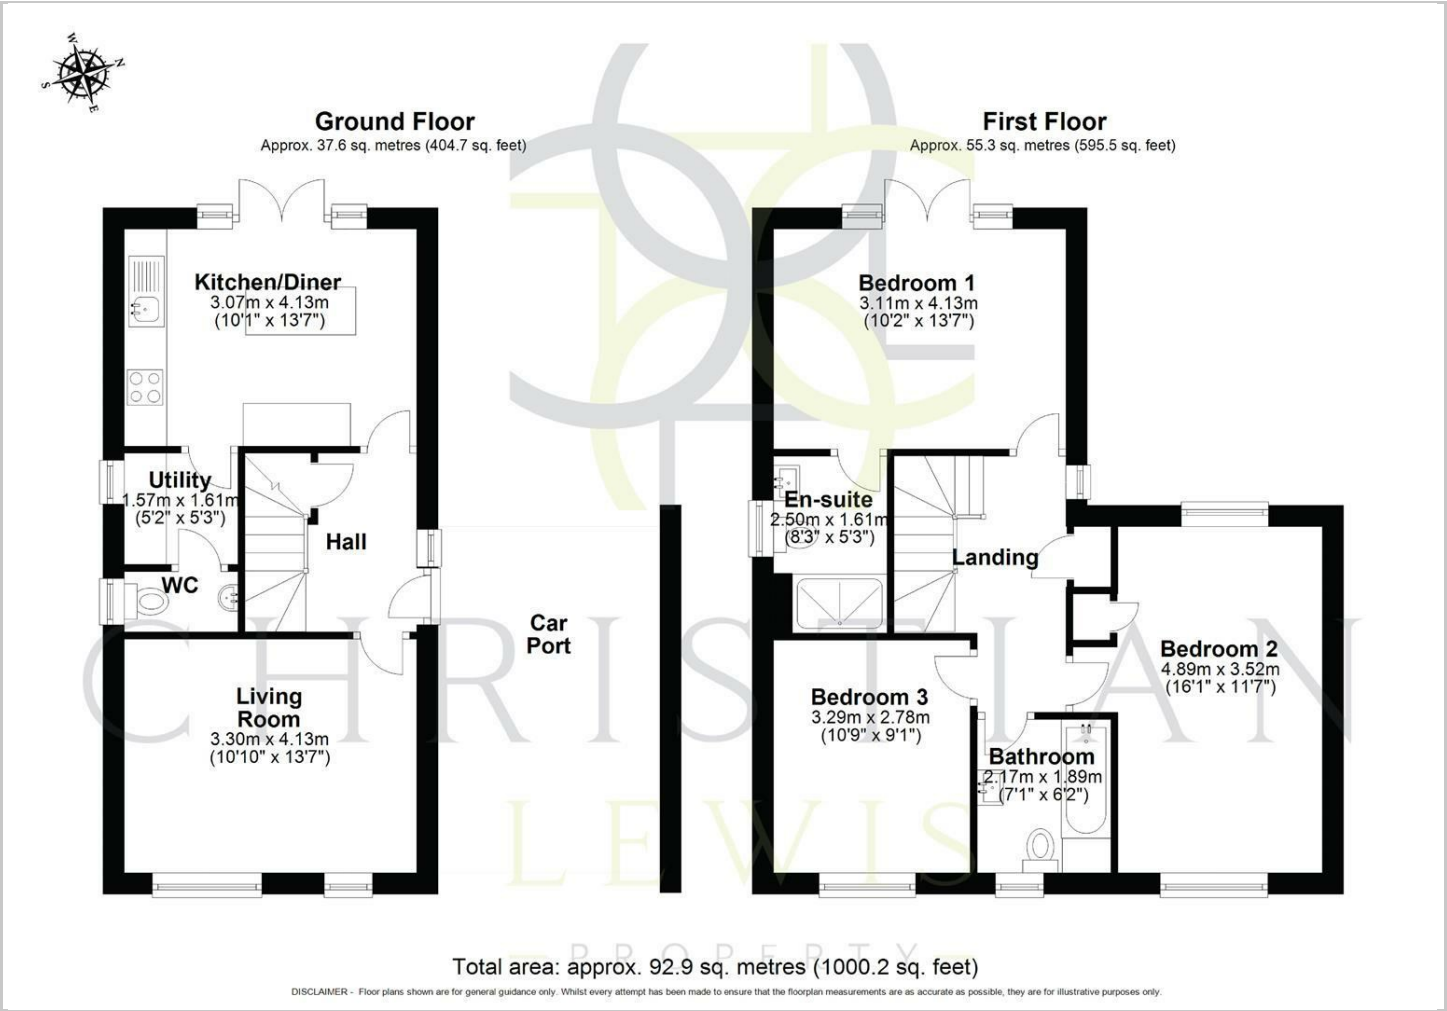 W
N
S
E
Ground Floor
Approx. 37.6 sq. metres (404.7 sq. feet)
First Floor
Approx. 55.3 sq. metres (595.5 sq. feet)
Kitchen/Diner
3.07m x 4.13m
(10'1" x 13'7")
Utility
1.57m x 1.61m
(5'2" x 5'3")
WC
Hall
Living
Room
3.30m x 4.13m
(10'10" x 13'7")
Car
Port
Bedroom 1
3.11m x 4.13m
(10'2" x 13'7")
En-suite
2.50m x 1.61m
(8'3" x 5'3")
Landing
Bedroom 2
4.89m x 3.52m
(16'1" x 11'7")
Bedroom 3
3.29m x 2.78m
(10'9" x 9'1")
Bathroom
2.17m x 1.89m
(7'1" x 6'2")
CHRISTIAN
LEWIS
PROPERTY
Total area: approx. 92.9 sq. metres (1000.2 sq. feet)
DISCLAIMER - Floor plans shown are for general guidance only. Whilst every attempt has been made to ensure that the floorplan measurements are as accurate as possible, they are for illustrative purposes only.